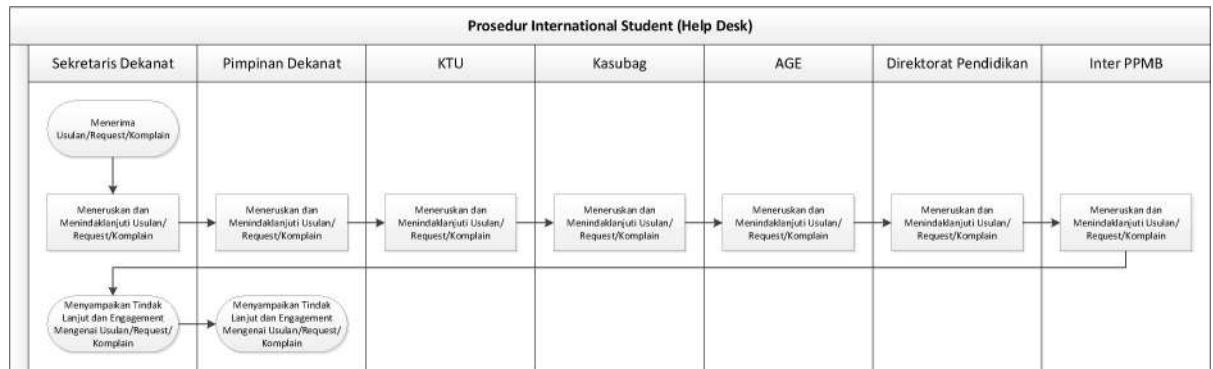 Prosedur International Student (Help Desk)
Sekretaris Dekanat
Pimpinan Dekanat
KTU
Kasubag
AGE
Direktorat Pendidikan
Inter PPMB
Menerima
Usulan/Request/Komplain
Meneruskan dan
Menindaklanjuti Usulan/
Request/Komplain
Meneruskan dan
Menindaklanjuti Usulan/
Request/Komplain
Meneruskan dan
Menindaklanjuti Usulan/
Request/Komplain
Meneruskan dan
Menindaklanjuti Usulan/
Request/Komplain
Meneruskan dan
Menindaklanjuti Usulan/
Request/Komplain
Meneruskan dan
Menindaklanjuti Usulan/
Request/Komplain
Meneruskan dan
Menindaklanjuti Usulan/
Request/Komplain
Menyampaikan Tindak
Lanjut dan Engagement
Mengenai Usulan/Request/
Komplain
Menyampaikan Tindak
Lanjut dan Engagement
Mengenai Usulan/Request/
Komplain